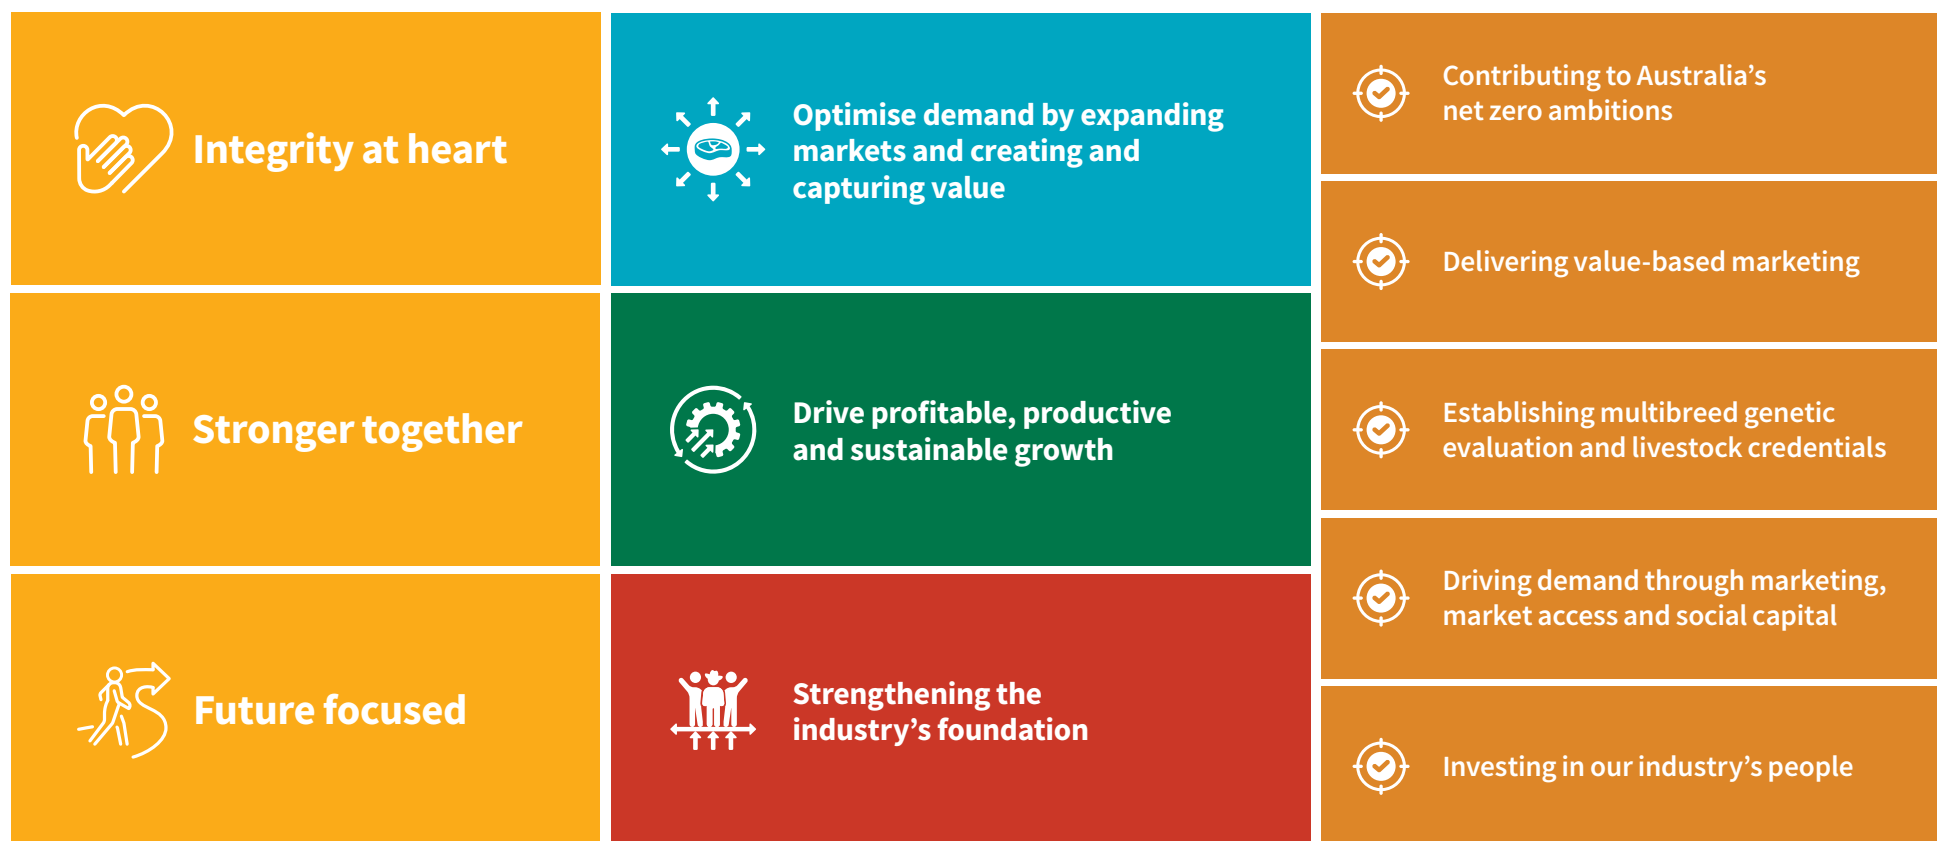 Integrity at heart
Stronger together
Future focused
Optimise demand by expanding
markets and creating and
capturing value
Drive profitable, productive
and sustainable growth
Strengthening the
industry’s foundation
Contributing to Australia’s
net zero ambitions
Delivering value-based marketing
Establishing multibreed genetic
evaluation and livestock credentials
Driving demand through marketing,
market access and social capital
Investing in our industry’s people